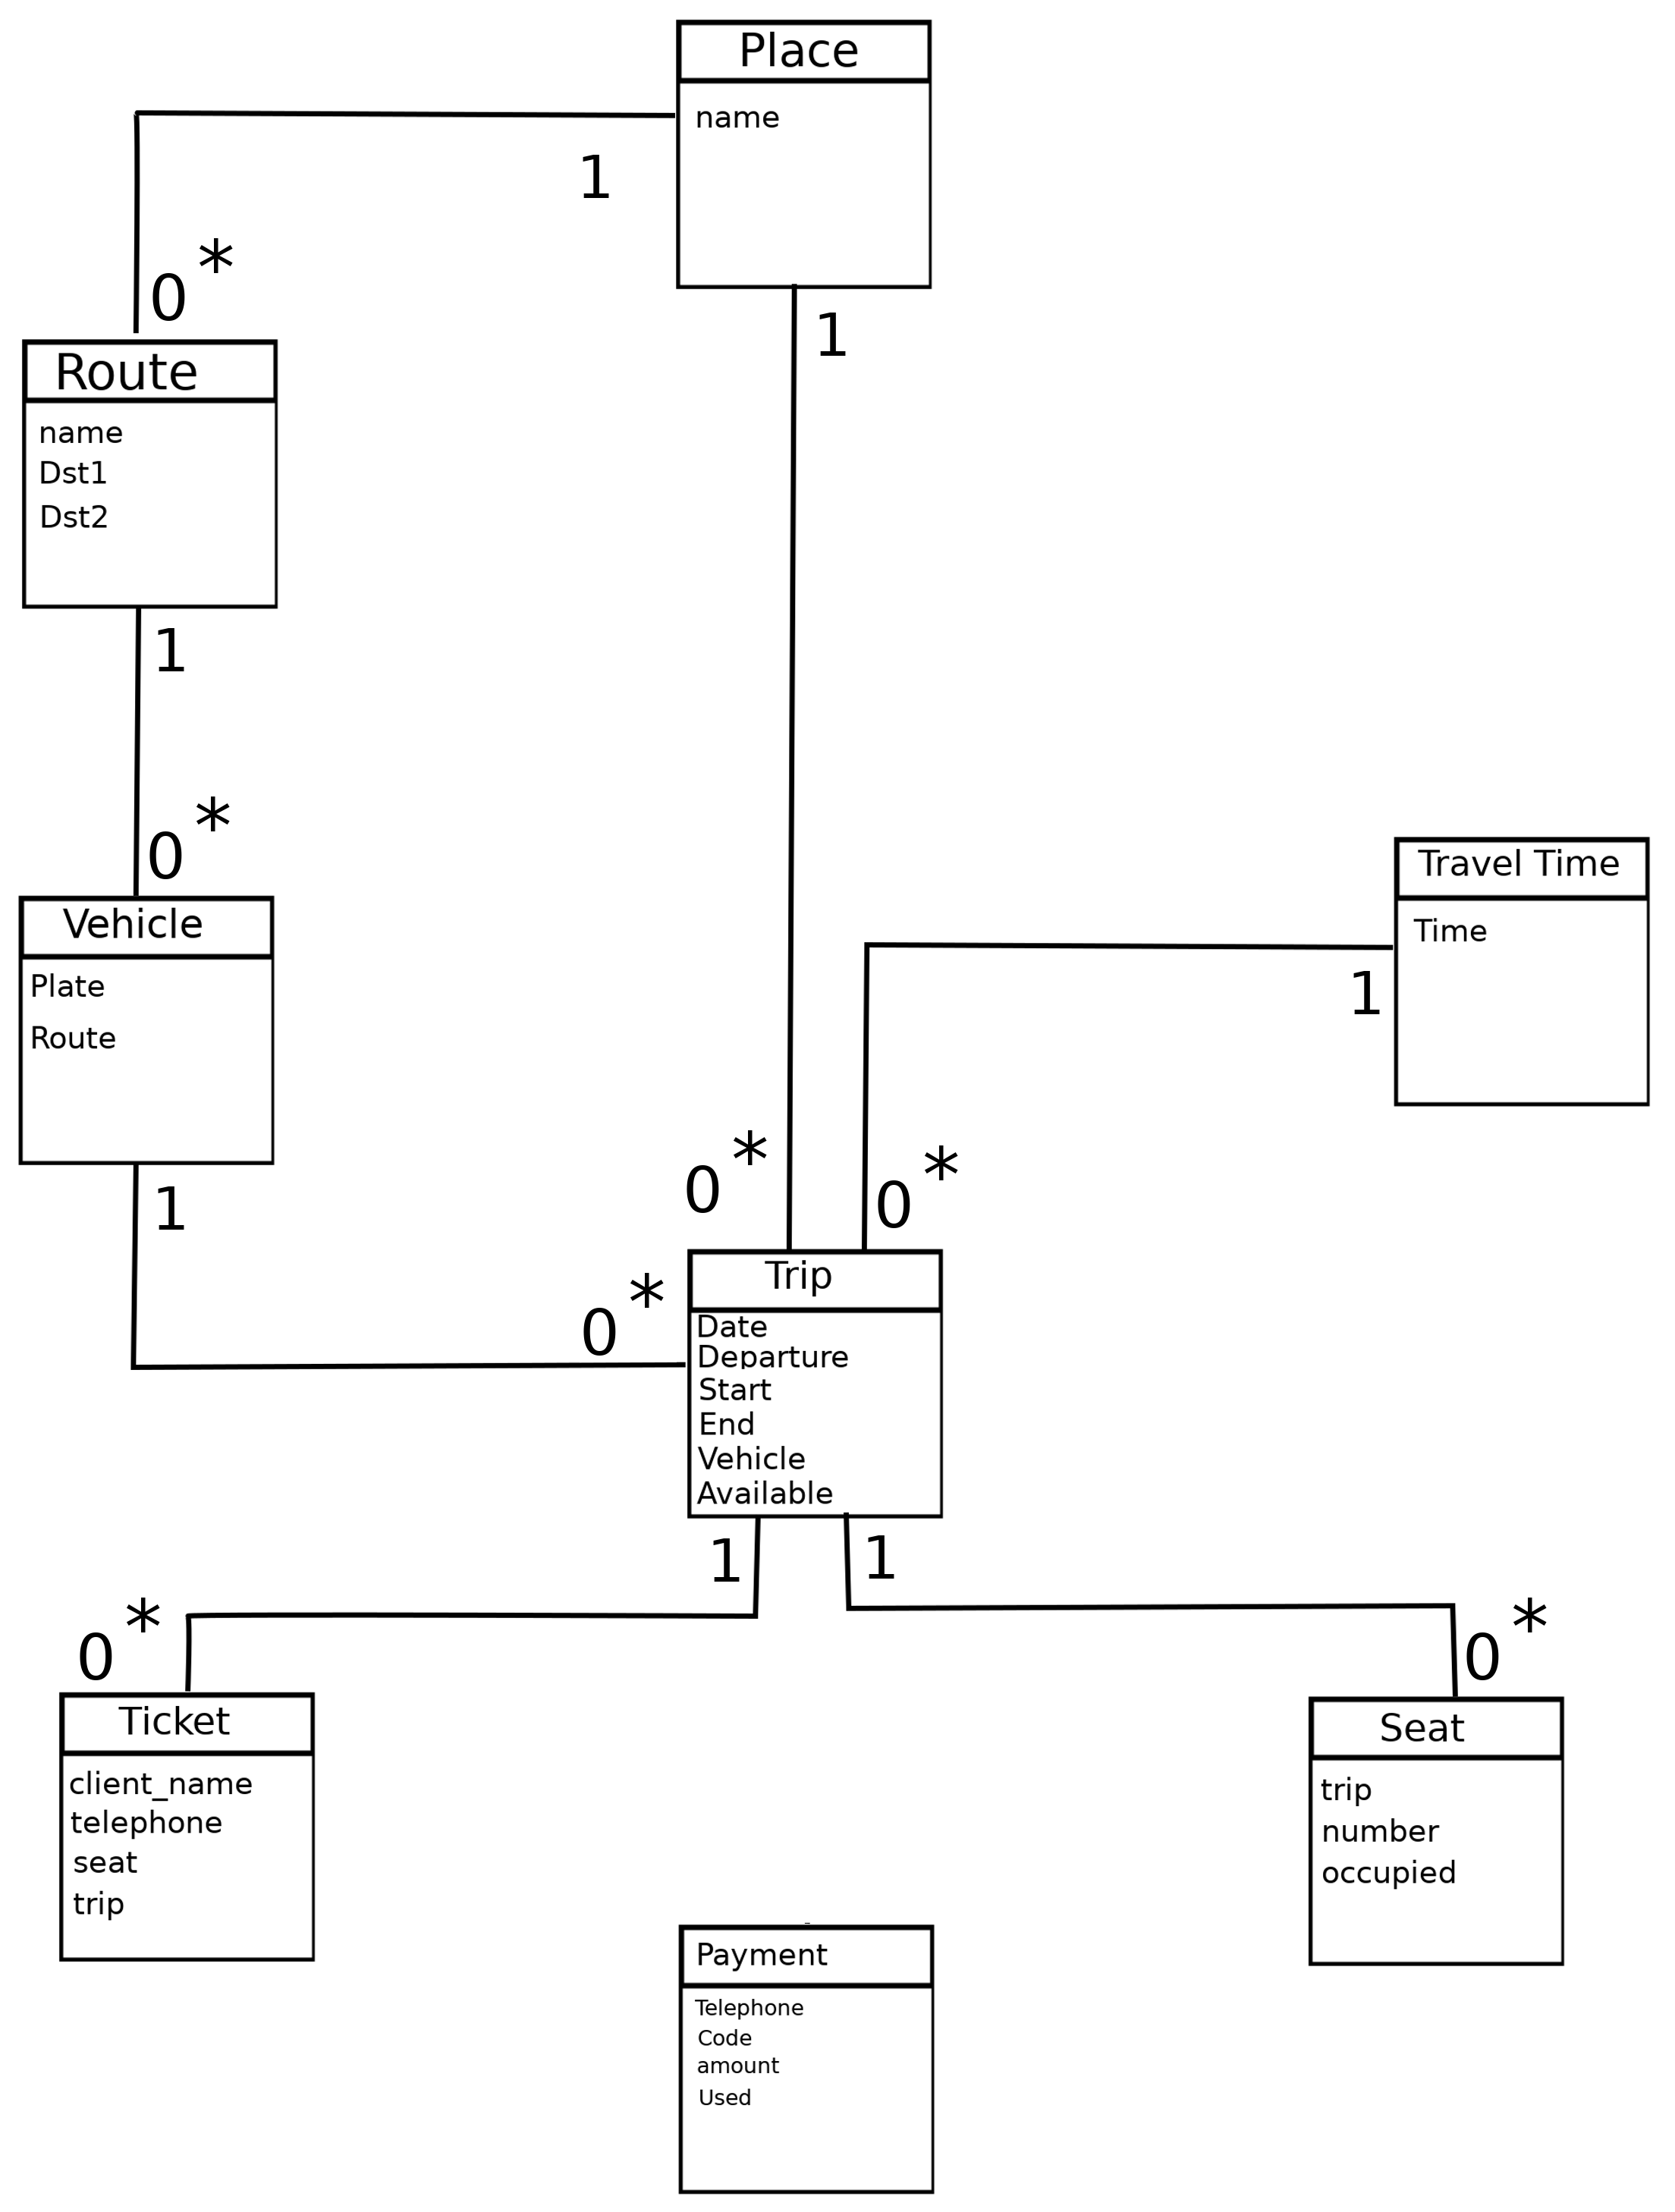 Place
name
1
0 *
1
Route
name
Dst1
Dst2
1
0 *
Vehicle
Plate
Route
1
Travel Time
Time
1
0 *
0 *
0 *
Trip
Date
Departure
Start
End
Vehicle
Available
1
1
0 *
0 *
Ticket
client_name
telephone
seat
trip
Seat
trip
number
occupied
Payment
Telephone
Code
amount
Used